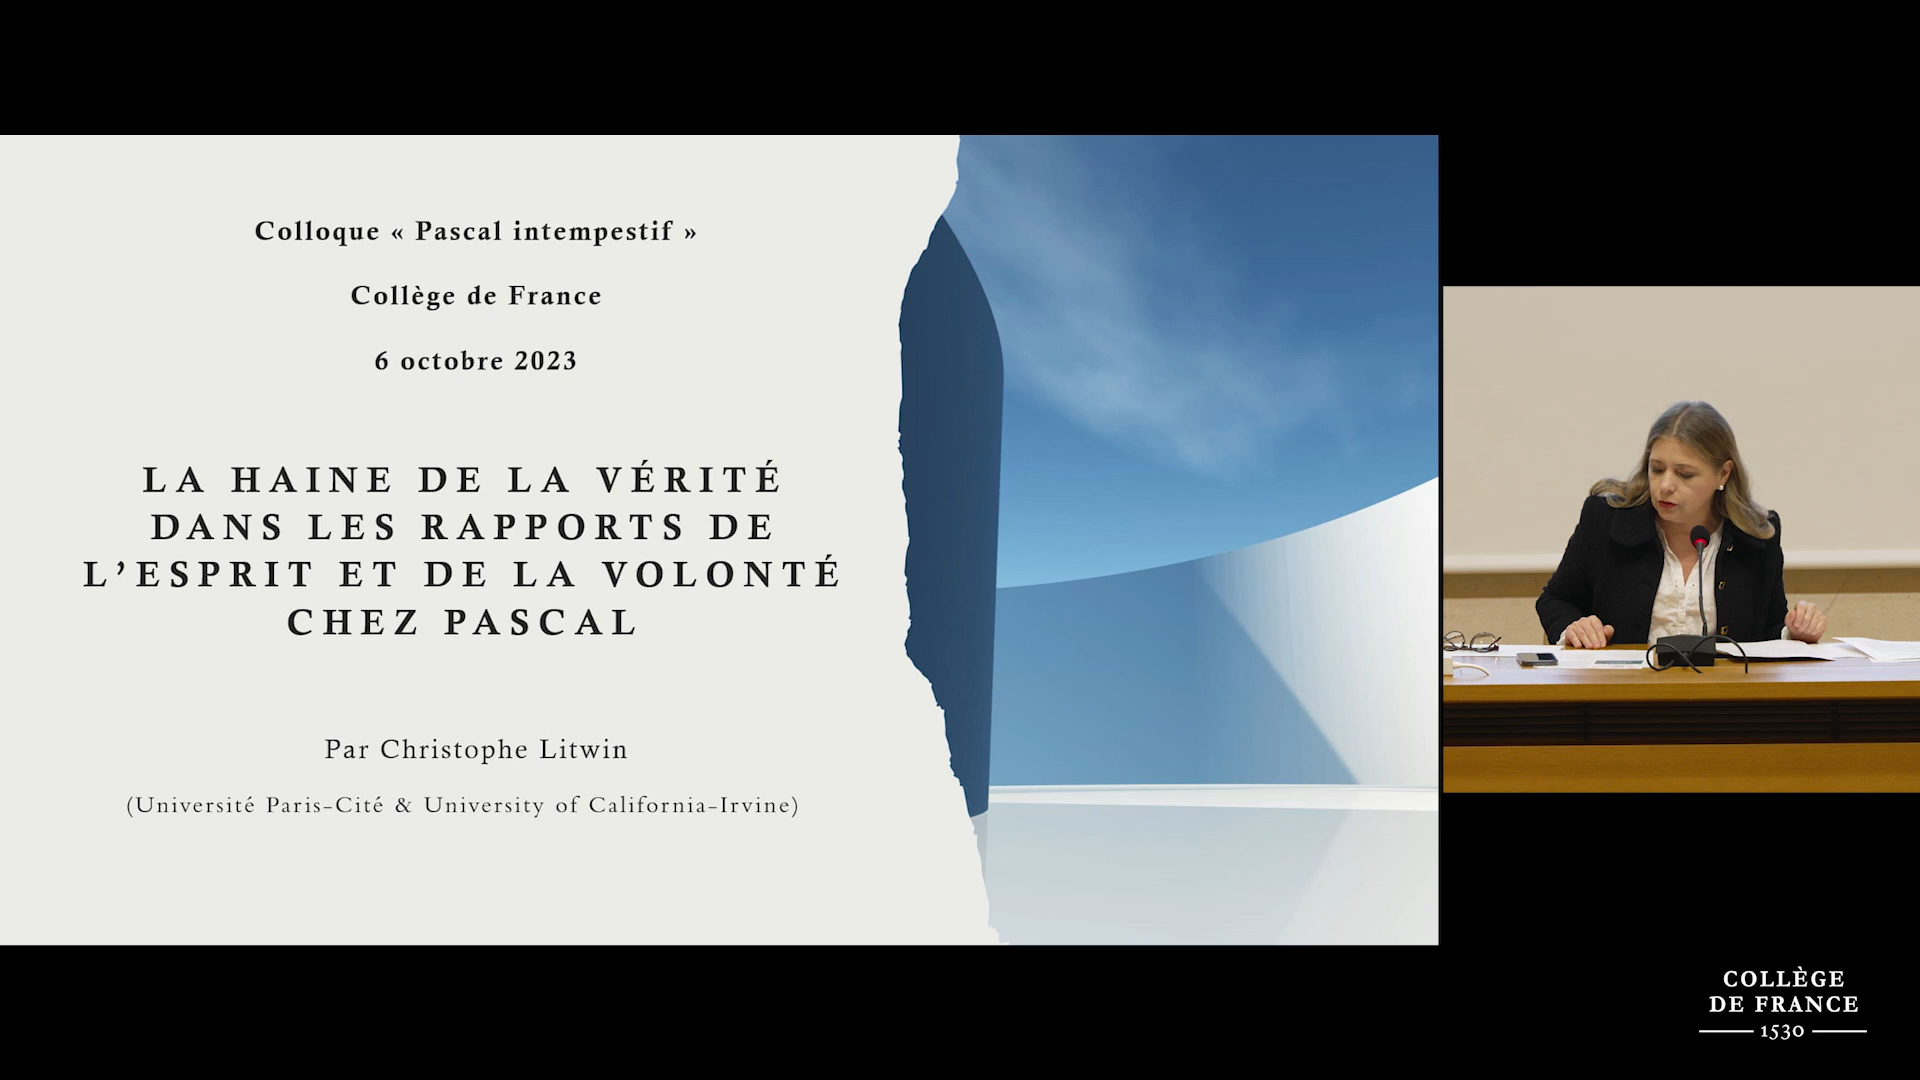 Colloque « Pascal intempestif »
Collège de France
6 octobre 2023
LA HAINE DE LA VÉRITÉ
DANS LES RAPPORTS DE
L’ESPRIT ET DE LA VOLONTÉ
CHEZ PASCAL
Par Christophe Litwin
(Université Paris-Cité & University of California-Irvine)
COLLÈGE
DE FRANCE
1530